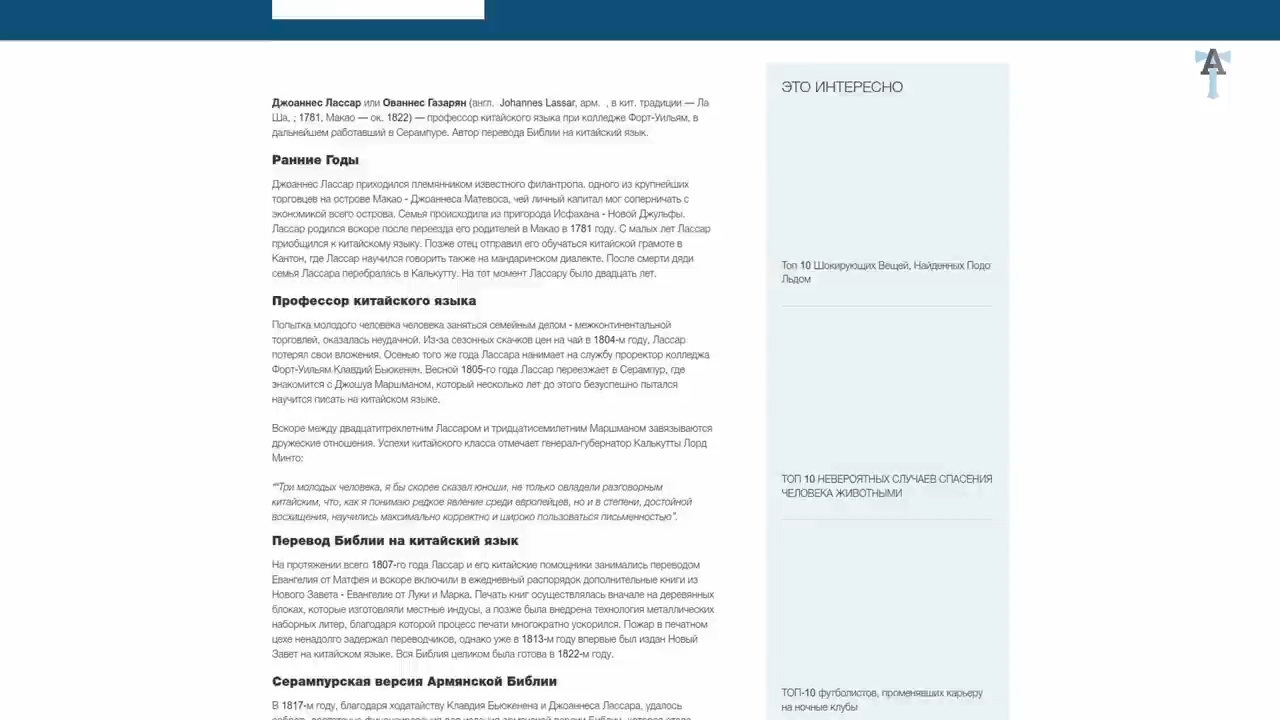 Джоаннес Лассар или Ованнес Газарян (англ. Johannes Lassar, арм. , в кит. традиции — Ла
Ша, ; 1781, Макао — ок. 1822) — профессор китайского языка при колледже Форт-Уильям, в
дальнейшем работавший в Серампуре. Автор перевода Библии на китайский язык.
Ранние Годы
Джоаннес Лассар приходился племянником известного филантропа. одного из крупнейших
торговцев на острове Макао - Джоаннеса Матевоса, чей личный капитал мог соперничать с
экономикой всего острова. Семья происходила из пригорода Исфахана - Новой Джульфы.
Лассар родился вскоре после переезда его родителей в Макао в 1781 году. С малых лет Лассар
приобщился к китайскому языку. Позже отец отправил его обучаться китайской грамоте в
Кантон, где Лассар научился говорить также на мандаринском диалекте. После смерти дяди
семья Лассара перебралась в Калькутту. На тот момент Лассару было двадцать лет.
Профессор китайского языка
Попытка молодого человека человека заняться семейным делом - межконтинентальной
торговлей, оказалась неудачной. Из-за сезонных скачков цен на чай в 1804-м году, Лассар
потерял свои вложения. Осенью того же года Лассара нанимает на службу проректор колледжа
Форт-Уильям Клавдий Бьюкенен. Весной 1805-го года Лассар переезжает в Серампур, где
знакомится с Джошуа Маршманом, который несколько лет до этого безуспешно пытался
научится писать на китайском языке.
Вскоре между двадцатитрехлетним Лассаром и тридцатисемилетним Маршманом завязываются
дружеские отношения. Успехи китайского класса отмечает генерал-губернатор Калькутты Лорд
Минто:
““Три молодых человека, я бы скорее сказал юноши, не только овладели разговорным
китайским, что, как я понимаю редкое явление среди европейцев, но и в степени, достойной
восхищения, научились максимально корректно и широко пользоваться письменностью”.
Перевод Библии на китайский язык
На протяжении всего 1807-го года Лассар и его китайские помощники занимались переводом
Евангелия от Матфея и вскоре включили в ежедневный распорядок дополнительные книги из
Нового Завета - Евангелие от Луки и Марка. Печать книг осуществлялась вначале на деревянных
блоках, которые изготовляли местные индусы, а позже была внедрена технология металлических
наборных литер, благодаря которой процесс печати многократно ускорился. Пожар в печатном
цехе ненадолго задержал переводчиков, однако уже в 1813-м году впервые был издан Новый
Завет на китайском языке. Вся Библия целиком была готова в 1822-м году.
Серампурская версия Армянской Библии
В 1817-м году, благодаря ходатайству Клавдия Бьюкенена и Джоаннеса Лассара, удалось
ЭТО ИНТЕРЕСНО
Топ 10 Шокирующих Вещей, Найденных Подо
Льдом
ТОП 10 НЕВЕРОЯТНЫХ СЛУЧАЕВ СПАСЕНИЯ
ЧЕЛОВЕКА ЖИВОТНЫМИ
ТОП-10 футболистов, променявших карьеру
на ночные клубы
А